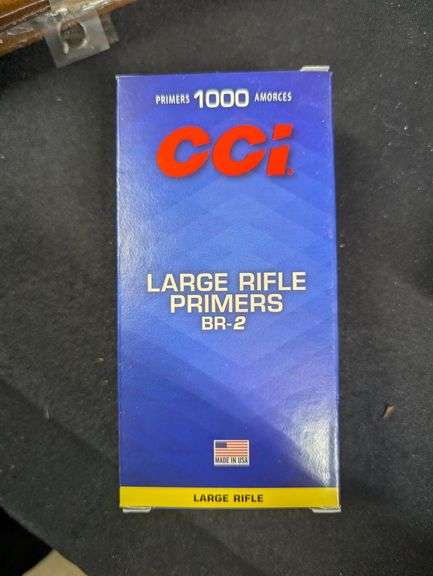 PRIMERS 1000 AMORCES
CCi
LARGE RIFLE
PRIMERS
BR-2
MADE IN USA
LARGE RIFLE